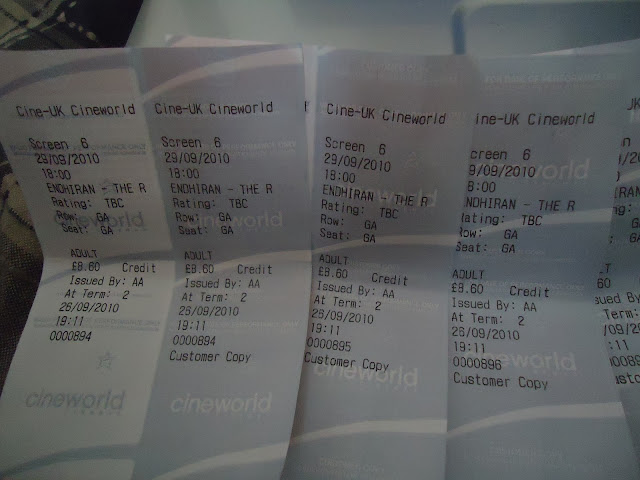 Cine-UK Cineworld
Screen 6
29/09/2010
18:00
ENDHIRAN - THE R
Rating: TBC
Row: GA
Seat: GA
ADULT
£8.60 Credit
Issued By: AA
At Term: 2
26/09/2010
19:11
0000894
cineworld
Cine-UK Cineworld
Screen 6
29/09/2010
18:00
ENDHIRAN - THE R
Rating: TBC
Row: GA
Seat: GA
cineworld
ADULT
£8.60 Credit
Issued By: AA
At Term: 2
26/09/2010
19:11
0000894
Customer Copy
cineworld
Cine-UK Cineworld
Screen 6
29/09/2010
18:00
ENDHIRAN - THE R
Rating: TBC
Row: GA
Seat: GA
ADULT
£8.60 Credit
Issued By: AA
At Term: 2
26/09/2010
19:11
0000895
Customer Copy
cineworld
ine-UK Cineworld
creen 6
9/09/2010
8:00
NDHIRAN - THE R
ating: TBC
ow: GA
eat: GA
ADULT
£8.60 Credit
Issued By: AA
At Term: 2
26/09/2010
19:11
0000896
Customer Copy
cineworld